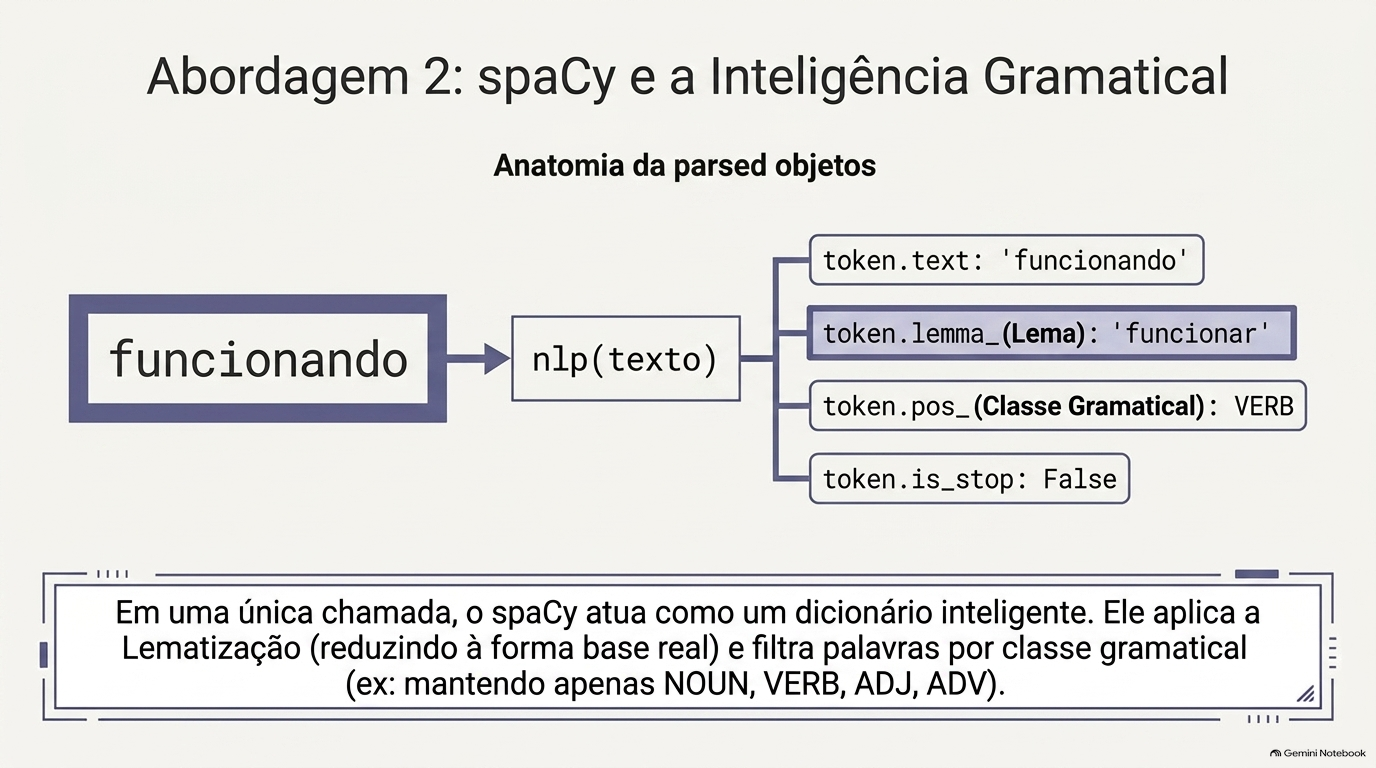 Abordagem 2: spaCy e a Inteligência Gramatical
Anatomia da parsed objetos
funcionando
nlp(texto)
token.text: 'funcionando'
token.lemma_(Lema): 'funcionar'
token.pos_(Classe Gramatical): VERB
token.is_stop: False
Em uma única chamada, o spaCy atua como um dicionário inteligente. Ele aplica a
Lematização (reduzindo à forma base real) e filtra palavras por classe gramatical
(ex: mantendo apenas NOUN, VERB, ADJ, ADV).
Gemini Notebook